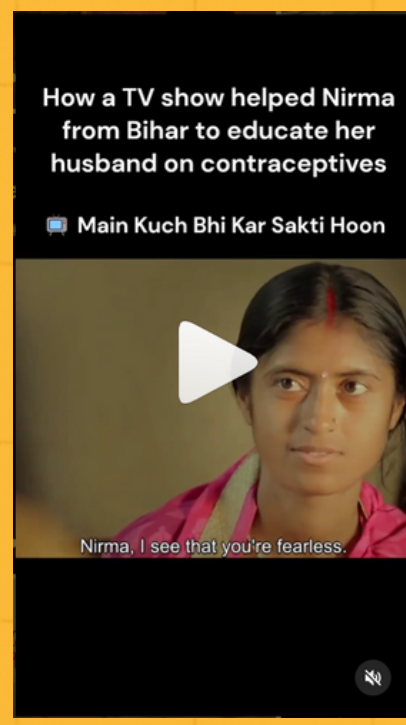 How a TV show helped Nirma
from Bihar to educate her
husband on contraceptives
📺 Main Kuch Bhi Kar Sakti Hoon
Nirma, I see that you're fearless.